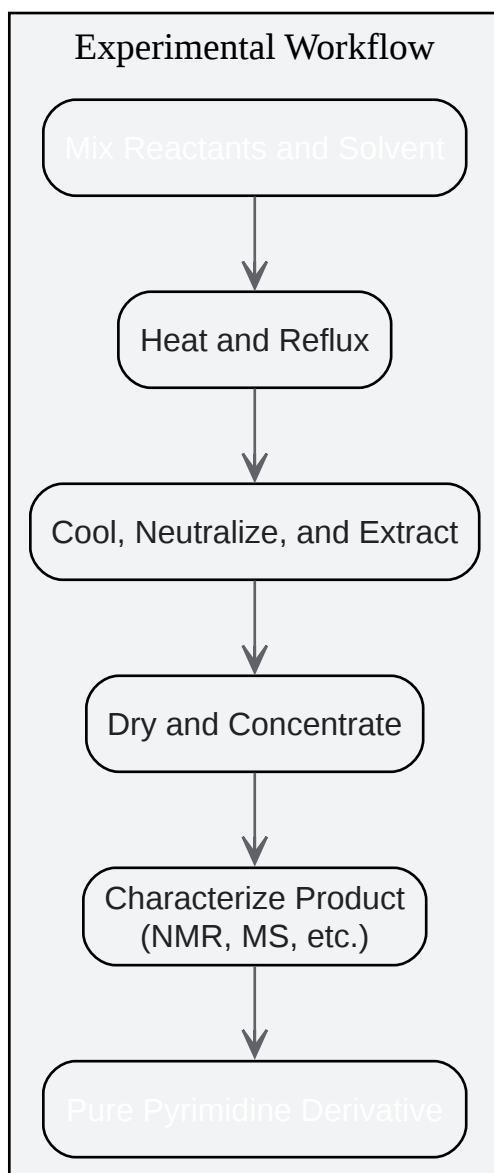 Experimental Workflow
Mix Reactants and Solvent
Heat and Reflux
Cool, Neutralize, and Extract
Dry and Concentrate
Characterize Product
(NMR, MS, etc.)
Pure Pyrimidine Derivative